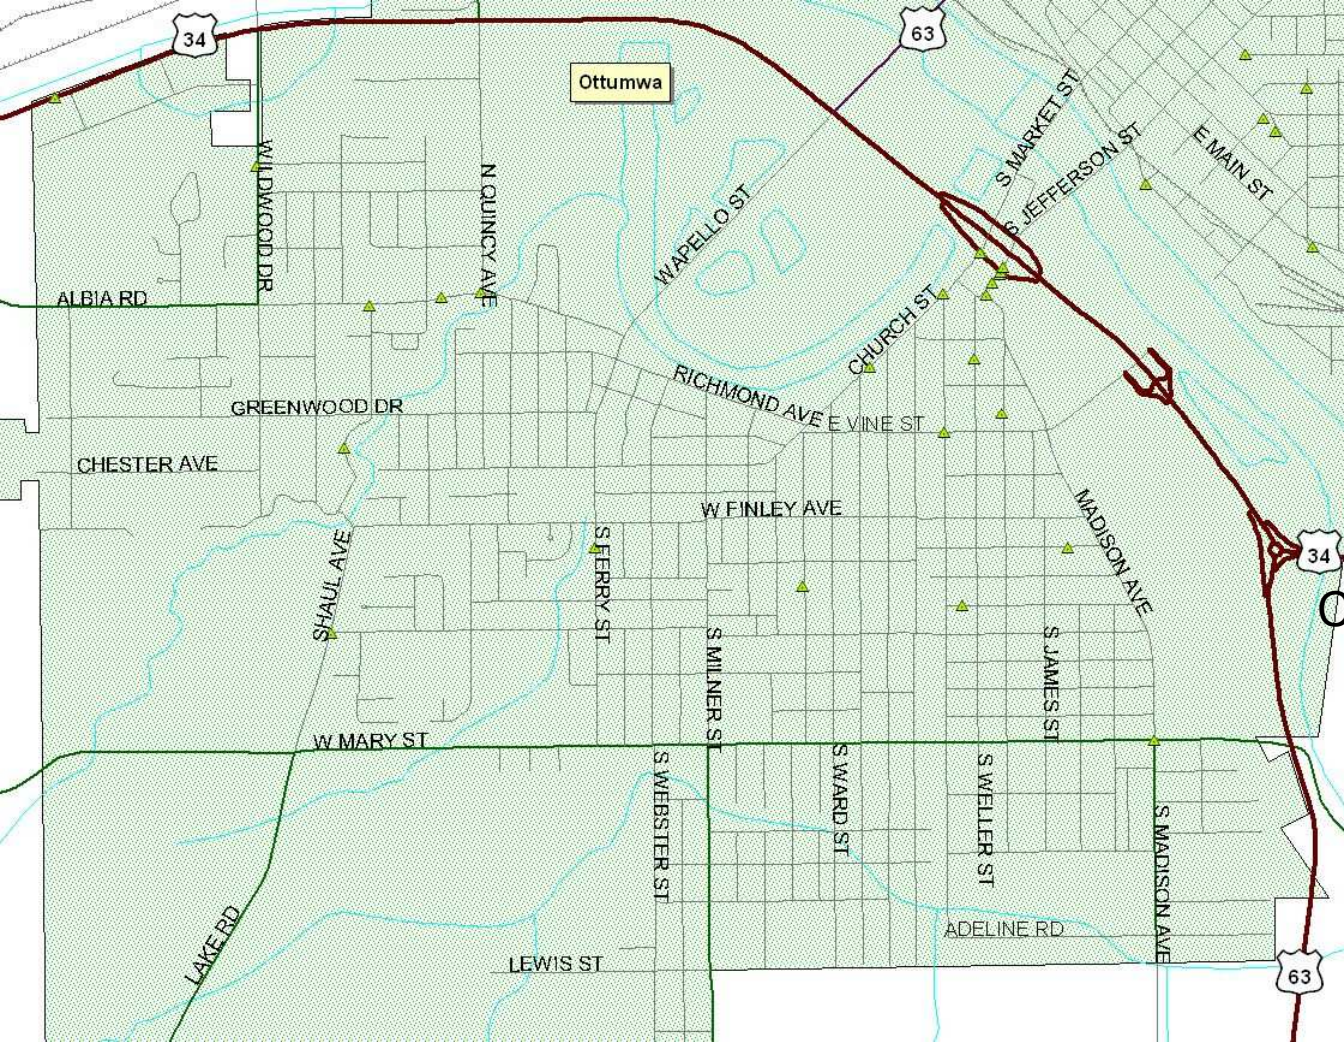 34
63
Ottumwa
S MARKET ST
S JEFFERSON ST
E MAIN ST
WILDWOOD DR
N QUINCY AVE
WAPELLO ST
ALBIA RD
CHURCH ST
RICHMOND AVE
E VINE ST
GREENWOOD DR
CHESTER AVE
W FINLEY AVE
MADISON AVE
SHAUL AVE
S FERRY ST
34
O
S MILNER ST
S JAMES ST
W MARY ST
S WEBSTER ST
S WARD ST
S WELLER ST
S MADISON AVE
LAKE RD
ADELINE RD
LEWIS ST
63